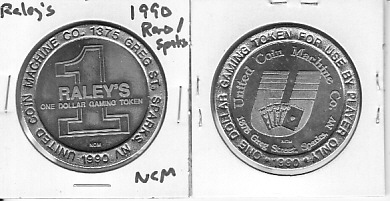 Raley's
1990
Reno/
Sparks
UNITED COIN MACHINE CO. 1375 GREG ST. SPARKS, NV
1
RALEY'S
ONE DOLLAR GAMING TOKEN
NCM
•1990•
NCM
ONE DOLLAR GAMING TOKEN FOR USE BY PLAYER ONLY
United Coin Machine Co.
NCM
1375 Greg Street, Sparks, NV
•1990•